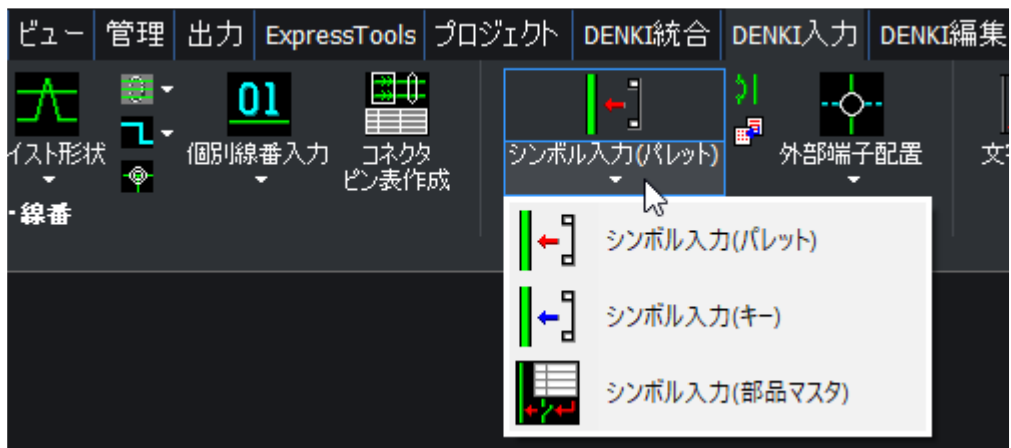 ビュー 管理 出力 ExpressTools プロジェクト DENKI統合 DENKI入力 DENKI編集
イスト形状
01
個別線番入力
コネクタ
ピン表作成
・線番
シンボル入力(パレット)
外部端子配置
シンボル入力(パレット)
シンボル入力(キー)
シンボル入力(部品マスタ)